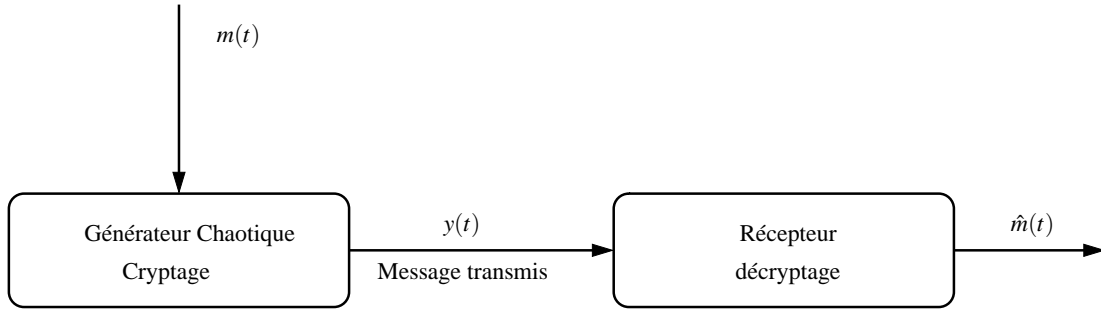 m(t)
Générateur Chaotique
Cryptage
y(t)
Message transmis
Récepteur
décryptage
m̂(t)